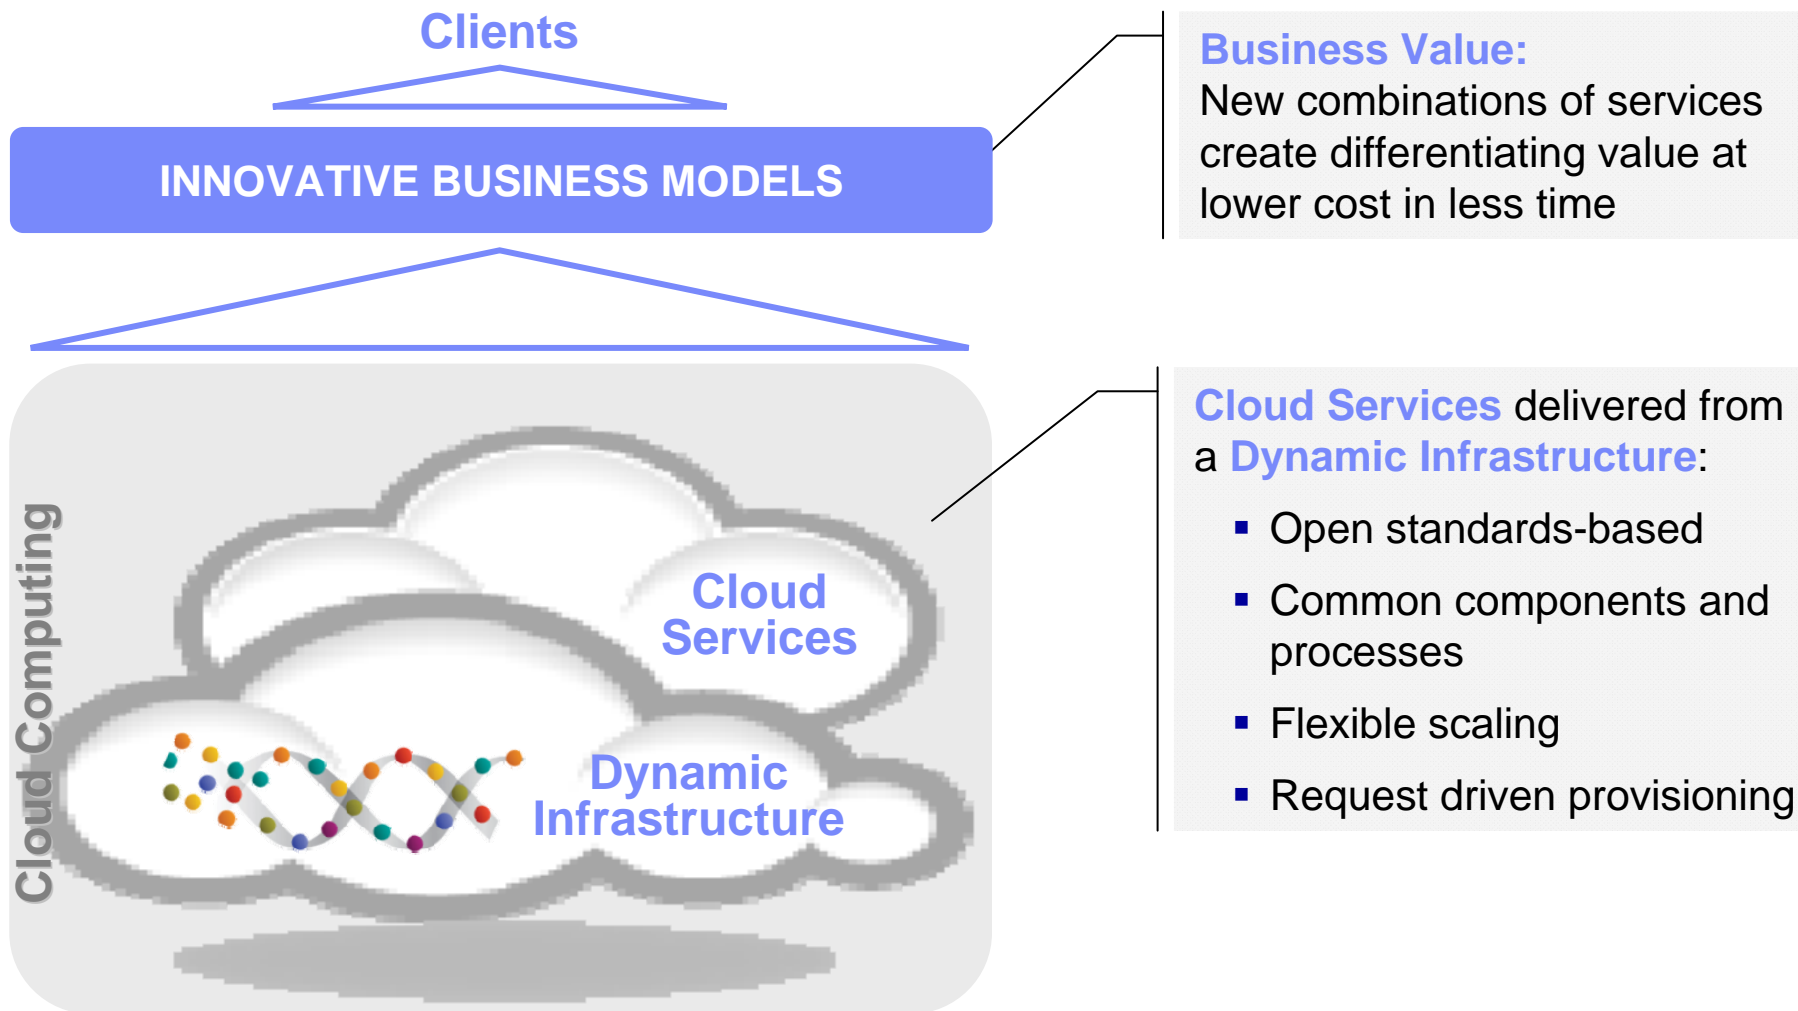 Clients
INNOVATIVE BUSINESS MODELS
Business Value:
New combinations of services
create differentiating value at
lower cost in less time
Cloud Computing
Cloud
Services
Dynamic
Infrastructure
Cloud Services delivered from
a Dynamic Infrastructure:
▪ Open standards-based
▪ Common components and
processes
▪ Flexible scaling
▪ Request driven provisioning